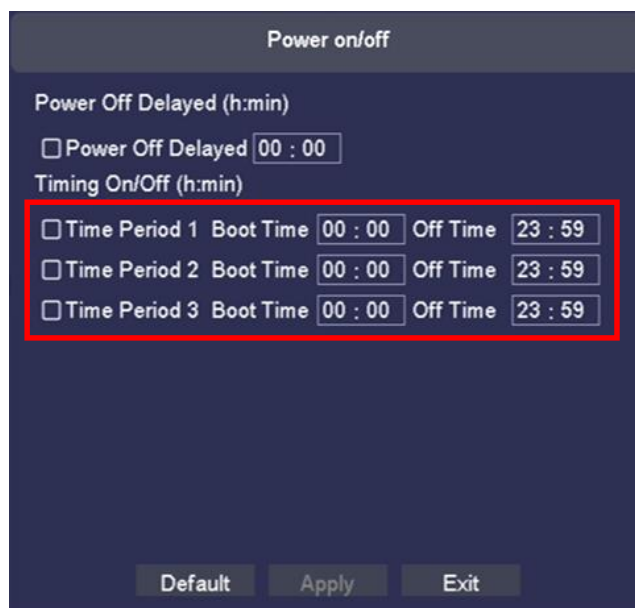 Power on/off
Power Off Delayed (h:min)
Power Off Delayed 00 : 00
Timing On/Off (h:min)
Time Period 1 Boot Time 00 : 00 Off Time 23 : 59
Time Period 2 Boot Time 00 : 00 Off Time 23 : 59
Time Period 3 Boot Time 00 : 00 Off Time 23 : 59
Default Apply Exit